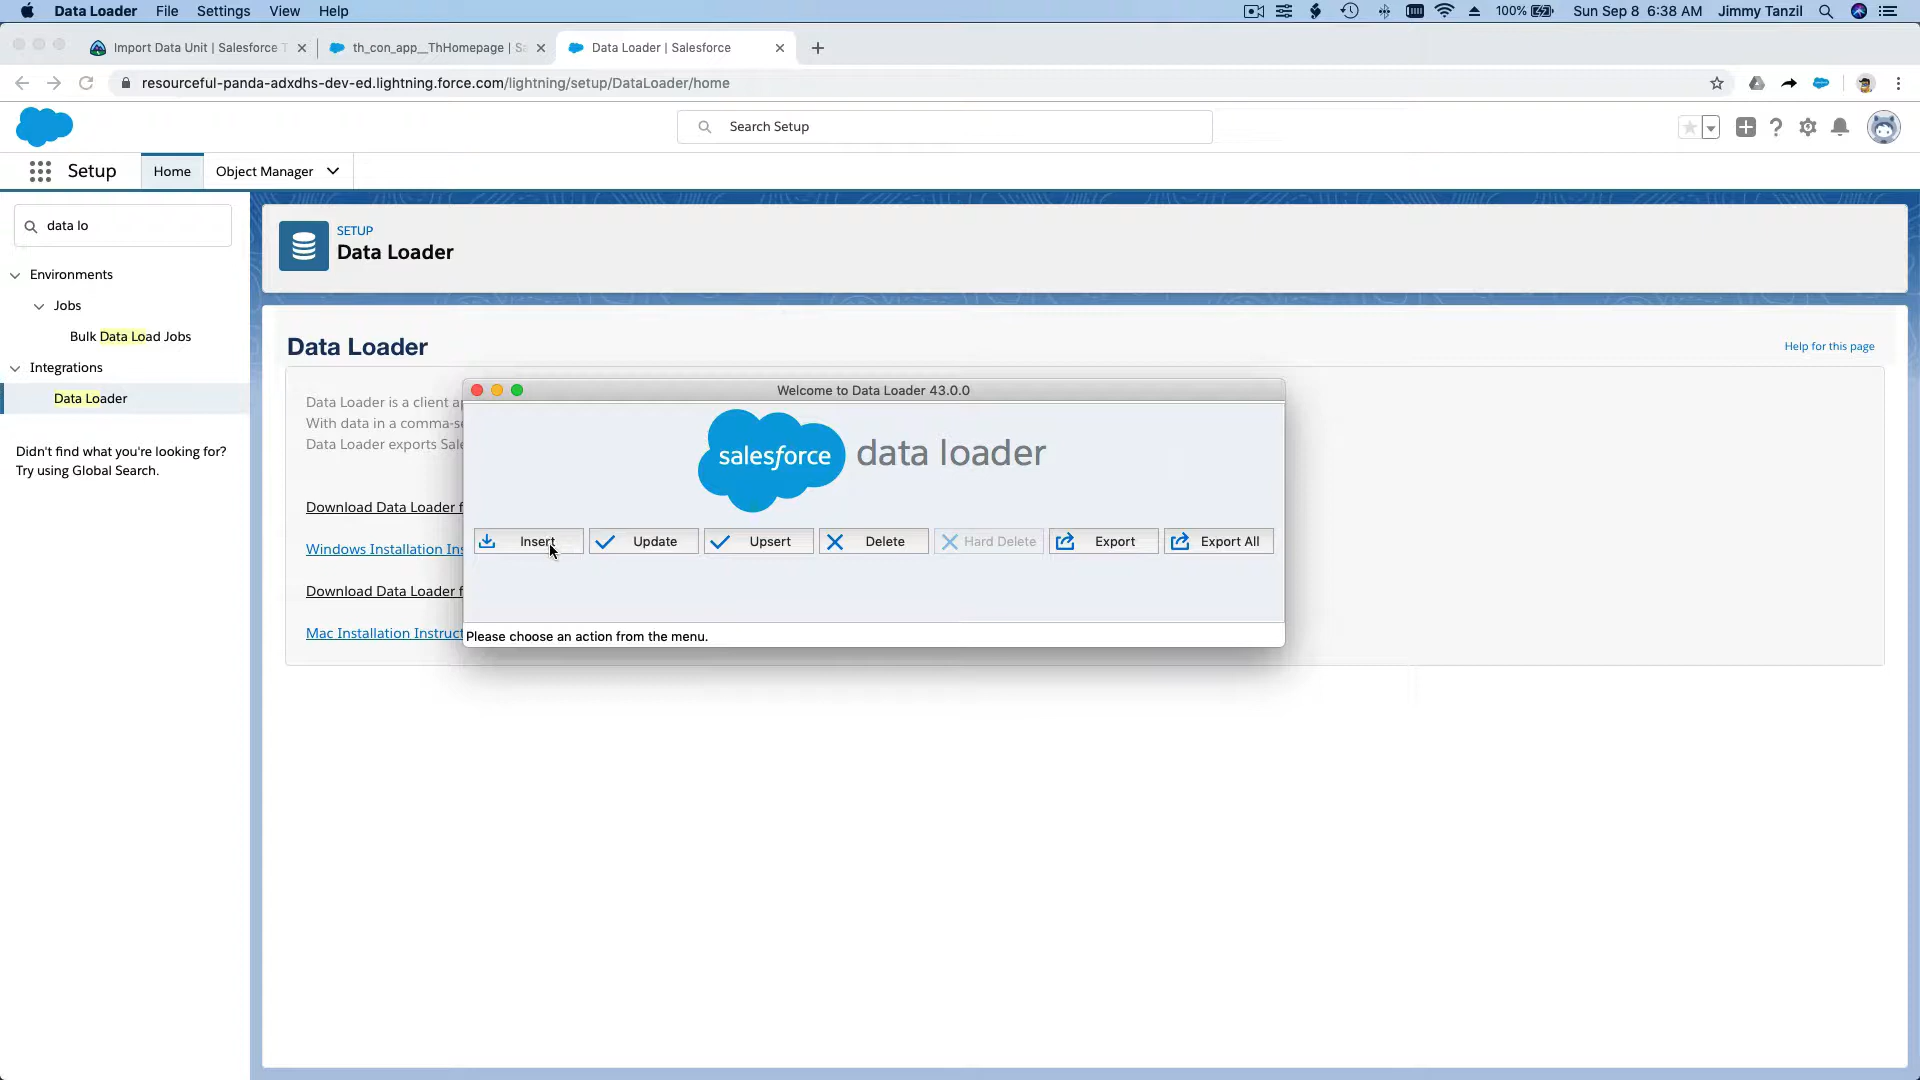 Data Loader File Settings View Help
100% Sun Sep 8 6:38 AM Jimmy Tanzil
Import Data Unit | Salesforce T
th_con_app__ThHomepage | Sa
Data Loader | Salesforce
resourceful-panda-adxdhs-dev-ed.lightning.force.com/lightning/setup/DataLoader/home
Search Setup
Setup Home Object Manager
data lo
Environments
Jobs
Bulk Data Load Jobs
Integrations
Data Loader
Didn't find what you're looking for?
Try using Global Search.
SETUP
Data Loader
Data Loader
Help for this page
Data Loader is a client
With data in a
Data Loader exports
Download Data Loader
Windows Installation
Download Data Loader
Mac Installation
Welcome to Data Loader 43.0.0
salesforce data loader
Insert Update Upsert Delete Hard Delete Export Export All
Please choose an action from the menu.